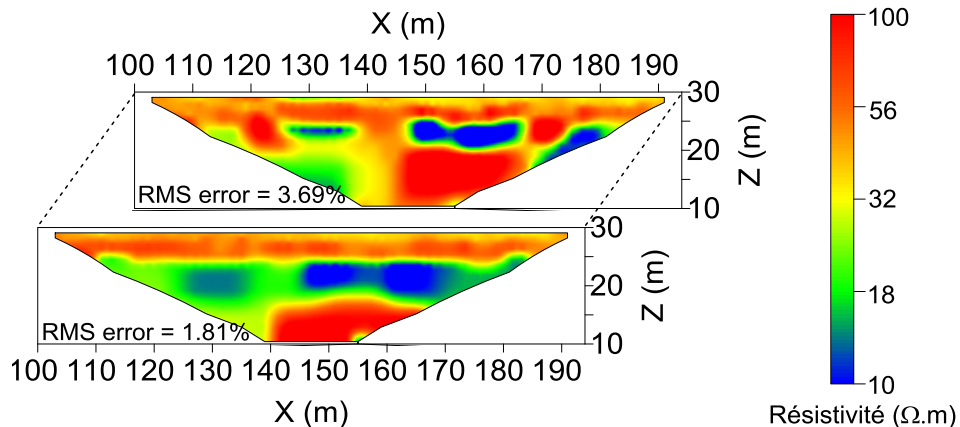 X (m)
100 110 120 130 140 150 160 170 180 190
30
20
10
Z (m)
RMS error = 3.69%
30
20
10
Z (m)
RMS error = 1.81%
100 110 120 130 140 150 160 170 180 190
X (m)
100
56
32
18
10
Résistivité (Ω.m)